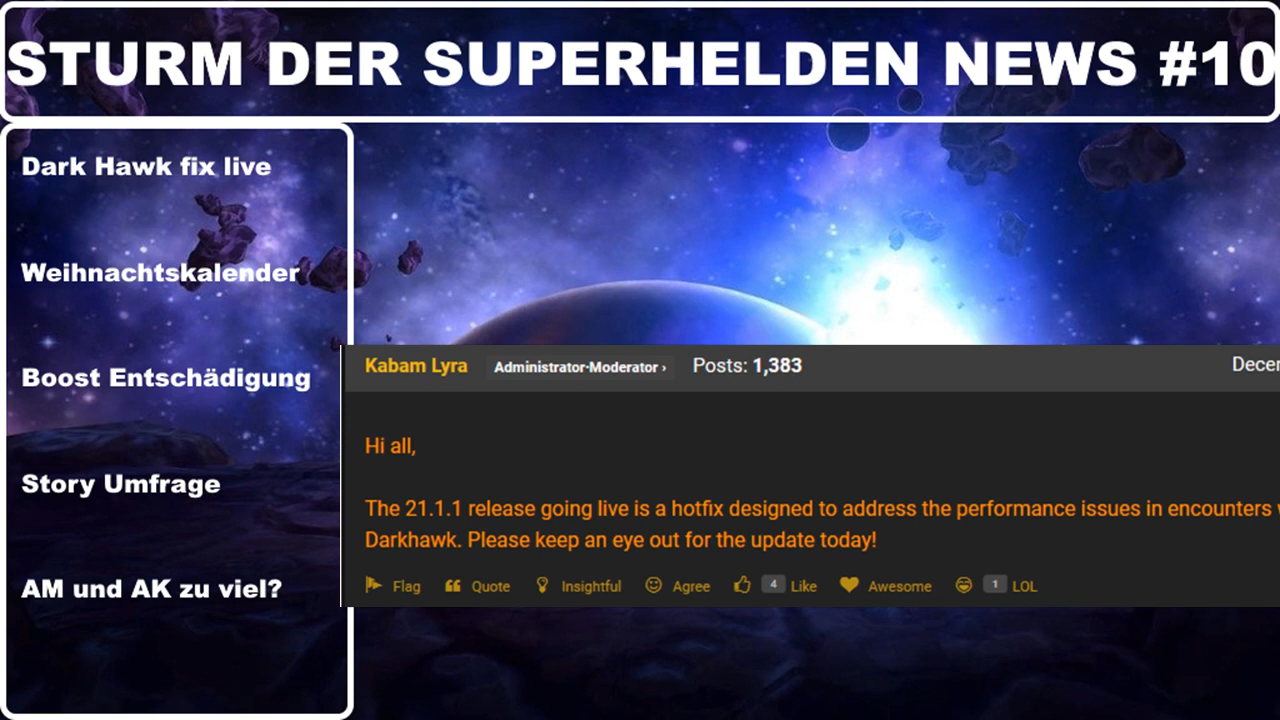 STURM DER SUPERHELDEN NEWS #10
Dark Hawk fix live
Weihnachtskalender
Boost Entschädigung
Story Umfrage
AM und AK zu viel?
Kabam Lyra Administrator-Moderator › Posts: 1,383
Hi all,
The 21.1.1 release going live is a hotfix designed to address the performance issues in encounters
Darkhawk. Please keep an eye out for the update today!
Flag Quote Insightful Agree 4 Like Awesome 1 LOL